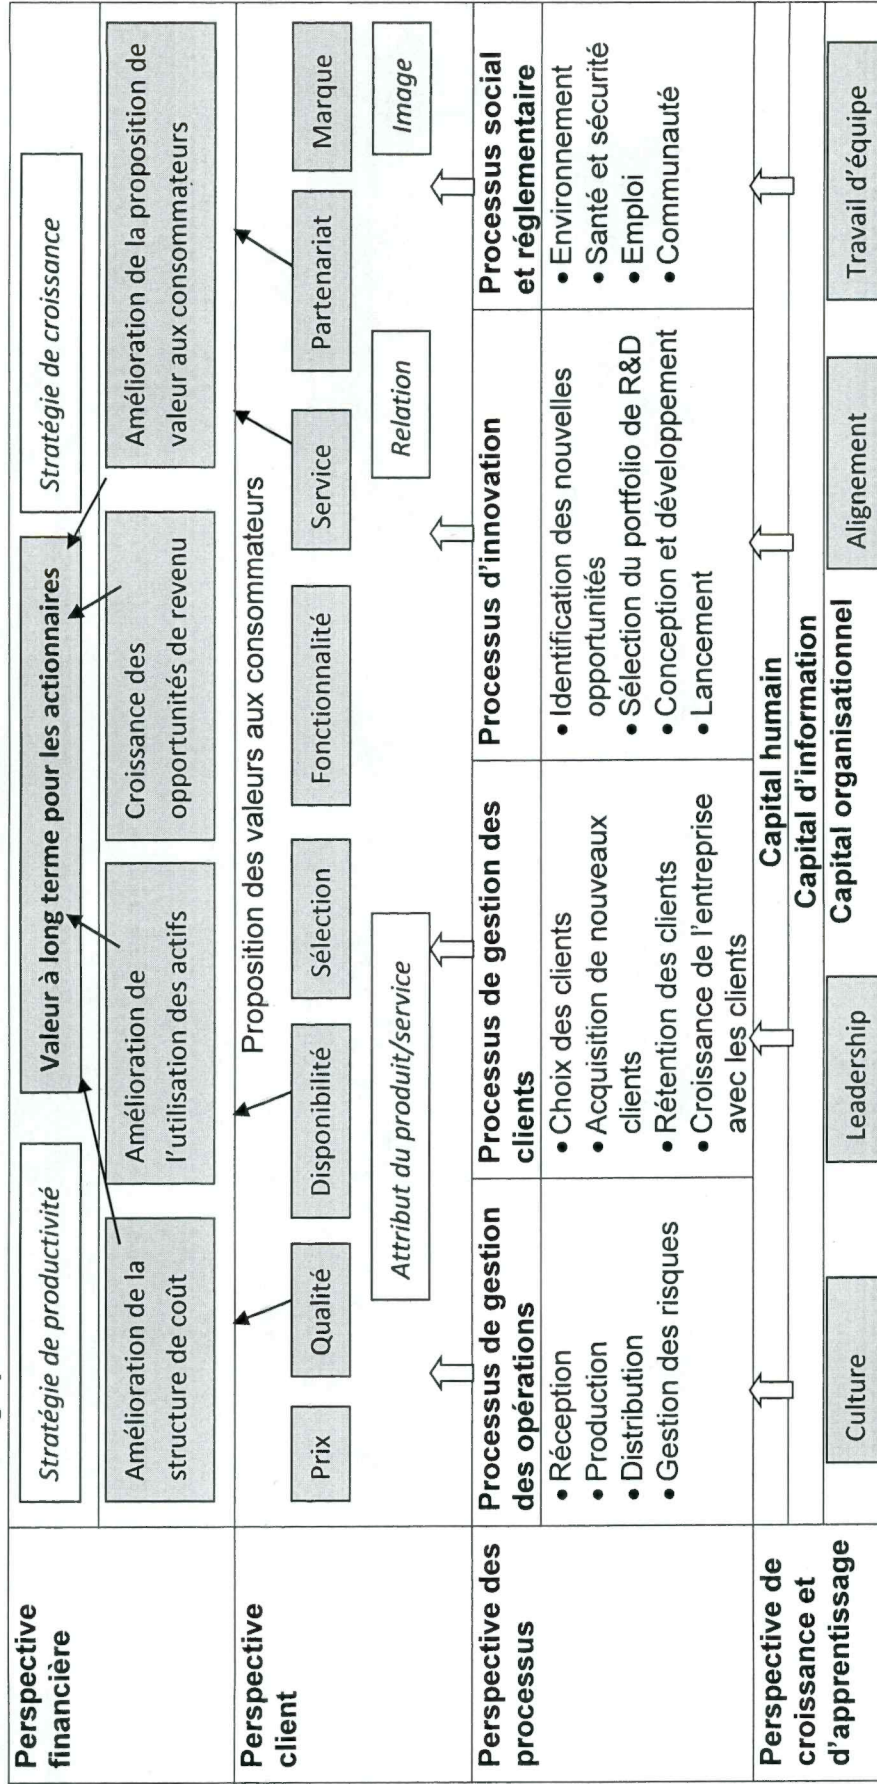 Perspective
financière
Stratégie de productivité
Valeur à long terme pour les actionnaires
Stratégie de croissance
Amélioration de la
structure de coût
Amélioration de
l'utilisation des actifs
Croissance des
opportunités de revenu
Amélioration de la proposition de
valeur aux consommateurs
Perspective
client
Proposition des valeurs aux consommateurs
Prix
Qualité
Disponibilité
Sélection
Fonctionnalité
Service
Partenariat
Marque
Attribut du produit/service
Relation
Image
Perspective des
processus
Processus de gestion
des opérations
• Réception
• Production
• Distribution
• Gestion des risques
Processus de gestion des
clients
• Choix des clients
• Acquisition de nouveaux
clients
• Rétention des clients
• Croissance de l'entreprise
avec les clients
Processus d'innovation
• Identification des nouvelles
opportunités
• Sélection du portfolio de R&D
• Conception et développement
• Lancement
Processus social
et réglementaire
• Environnement
• Santé et sécurité
• Emploi
• Communauté
Perspective de
croissance et
d'apprentissage
Capital humain
Capital d'information
Capital organisationnel
Culture
Leadership
Alignement
Travail d'équipe